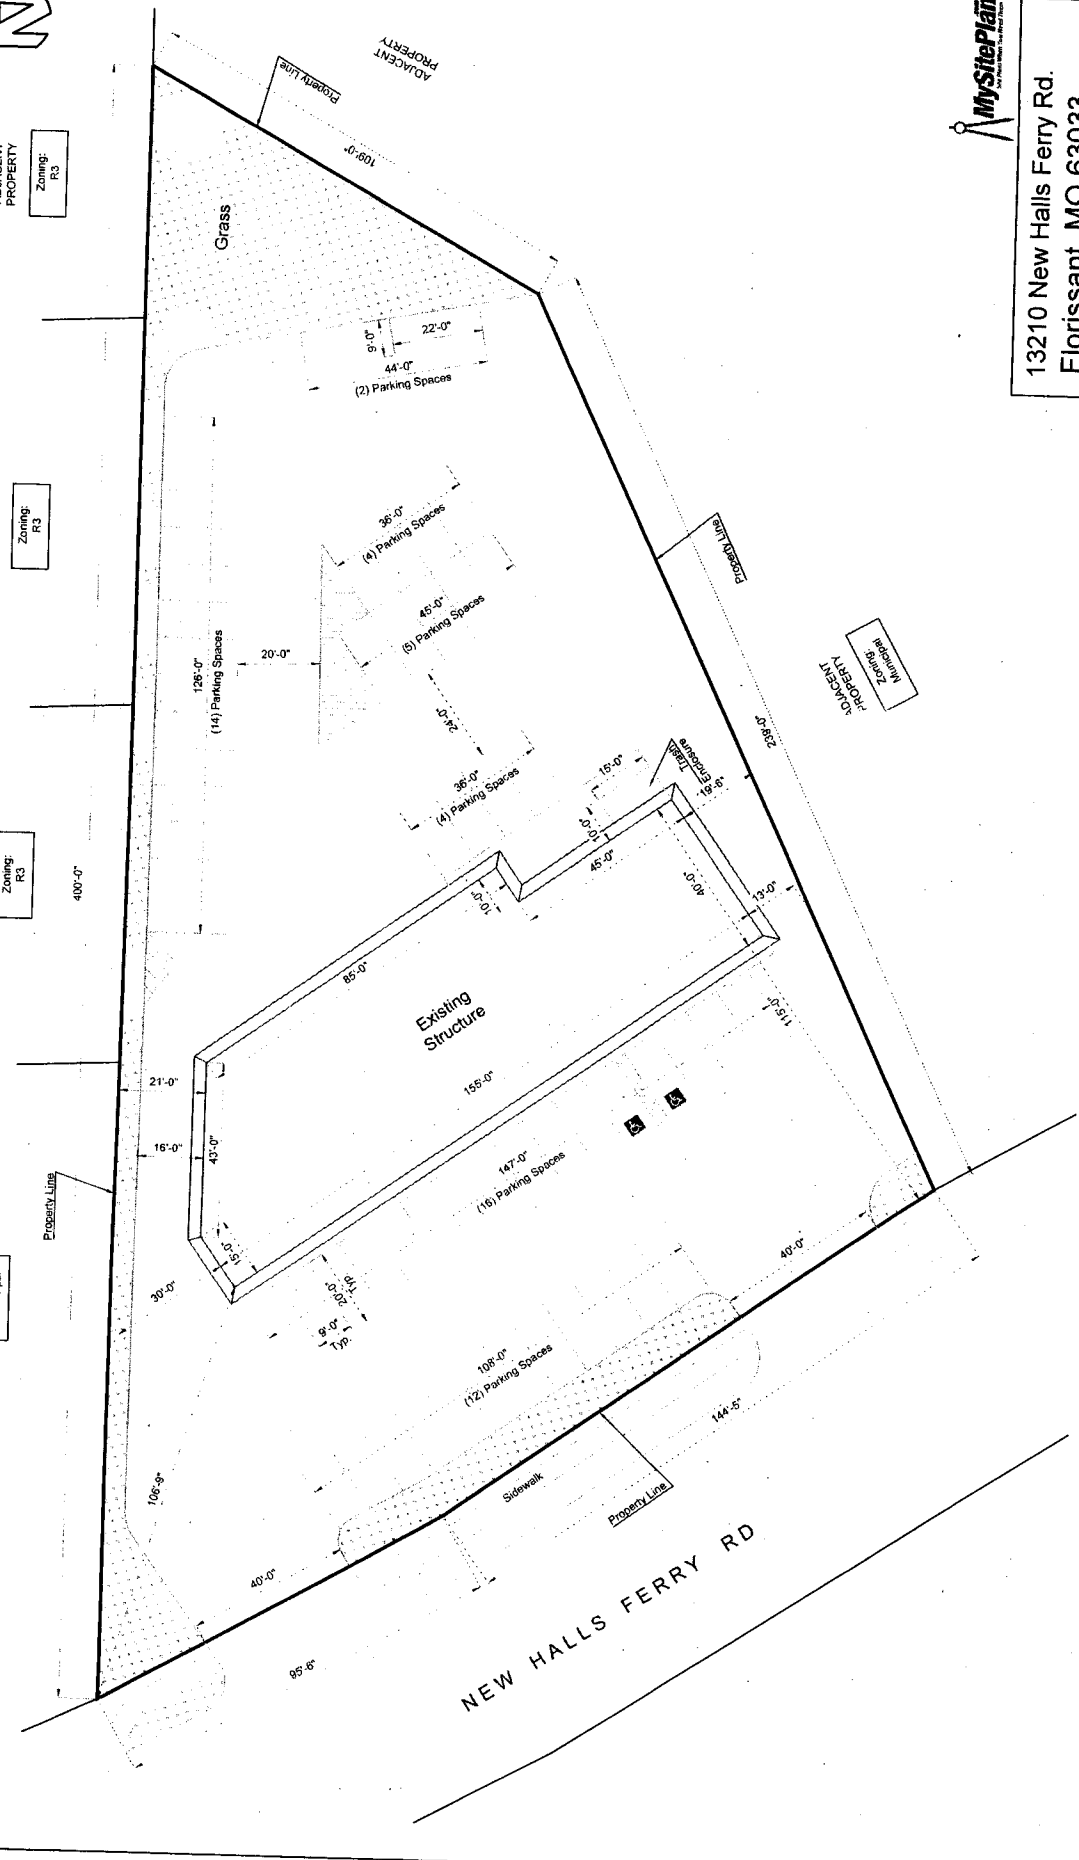 PROPERTY
Zoning:
R3
Zoning:
R3
Zoning:
R3
400'-0"
ADJACENT
PROPERTY
Property Line
109'-0"
Grass
9'-0"
22'-0"
44'-0"
(2) Parking Spaces
36'-0"
(4) Parking Spaces
45'-0"
(5) Parking Spaces
126'-0"
(14) Parking Spaces
20'-0"
24'-0"
36'-0"
(4) Parking Spaces
15'-0"
Trash
Enclosure
10'-0"
18'-6"
45'-0"
40'-0"
10'-0"
13'-0"
85'-0"
Existing
Structure
155'-0"
115'-0"
Property Line
239'-0"
ADJACENT
PROPERTY
Zoning:
Municipal
21'-0"
16'-0"
43'-0"
Property Line
15'-0"
30'-0"
147'-0"
(16) Parking Spaces
20'-0"
Typ
9'-0"
Typ.
108'-0"
(12) Parking Spaces
40'-0"
106'-9"
Sidewalk
Property Line
144'-5"
40'-0"
95'-6"
NEW HALLS FERRY RD
MySitePlan
13210 New Halls Ferry Rd.
Florissant, MO 63033